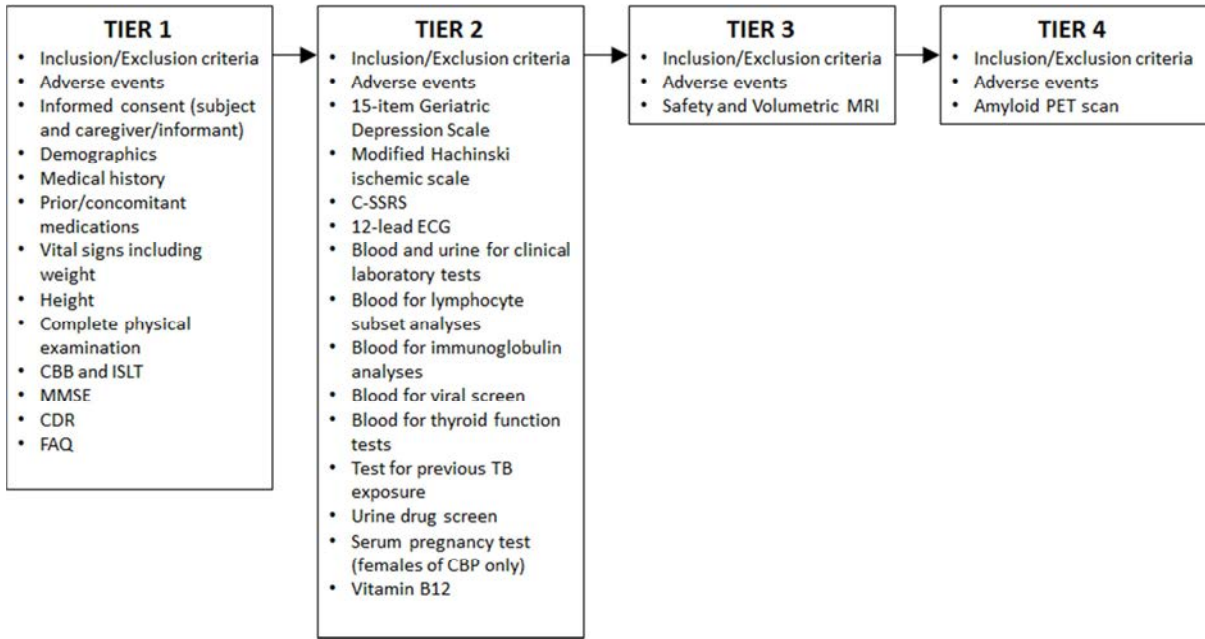 TIER 1
• Inclusion/Exclusion criteria
• Adverse events
• Informed consent (subject
and caregiver/informant)
• Demographics
• Medical history
• Prior/concomitant
medications
• Vital signs including
weight
• Height
• Complete physical
examination
• CBB and ISLT
• MMSE
• CDR
• FAQ
TIER 2
• Inclusion/Exclusion criteria
• Adverse events
• 15-item Geriatric
Depression Scale
• Modified Hachinski
ischemic scale
• C-SSRS
• 12-lead ECG
• Blood and urine for clinical
laboratory tests
• Blood for lymphocyte
subset analyses
• Blood for immunoglobulin
analyses
• Blood for viral screen
• Blood for thyroid function
tests
• Test for previous TB
exposure
• Urine drug screen
• Serum pregnancy test
(females of CBP only)
• Vitamin B12
TIER 3
• Inclusion/Exclusion criteria
• Adverse events
• Safety and Volumetric MRI
TIER 4
• Inclusion/Exclusion criteria
• Adverse events
• Amyloid PET scan